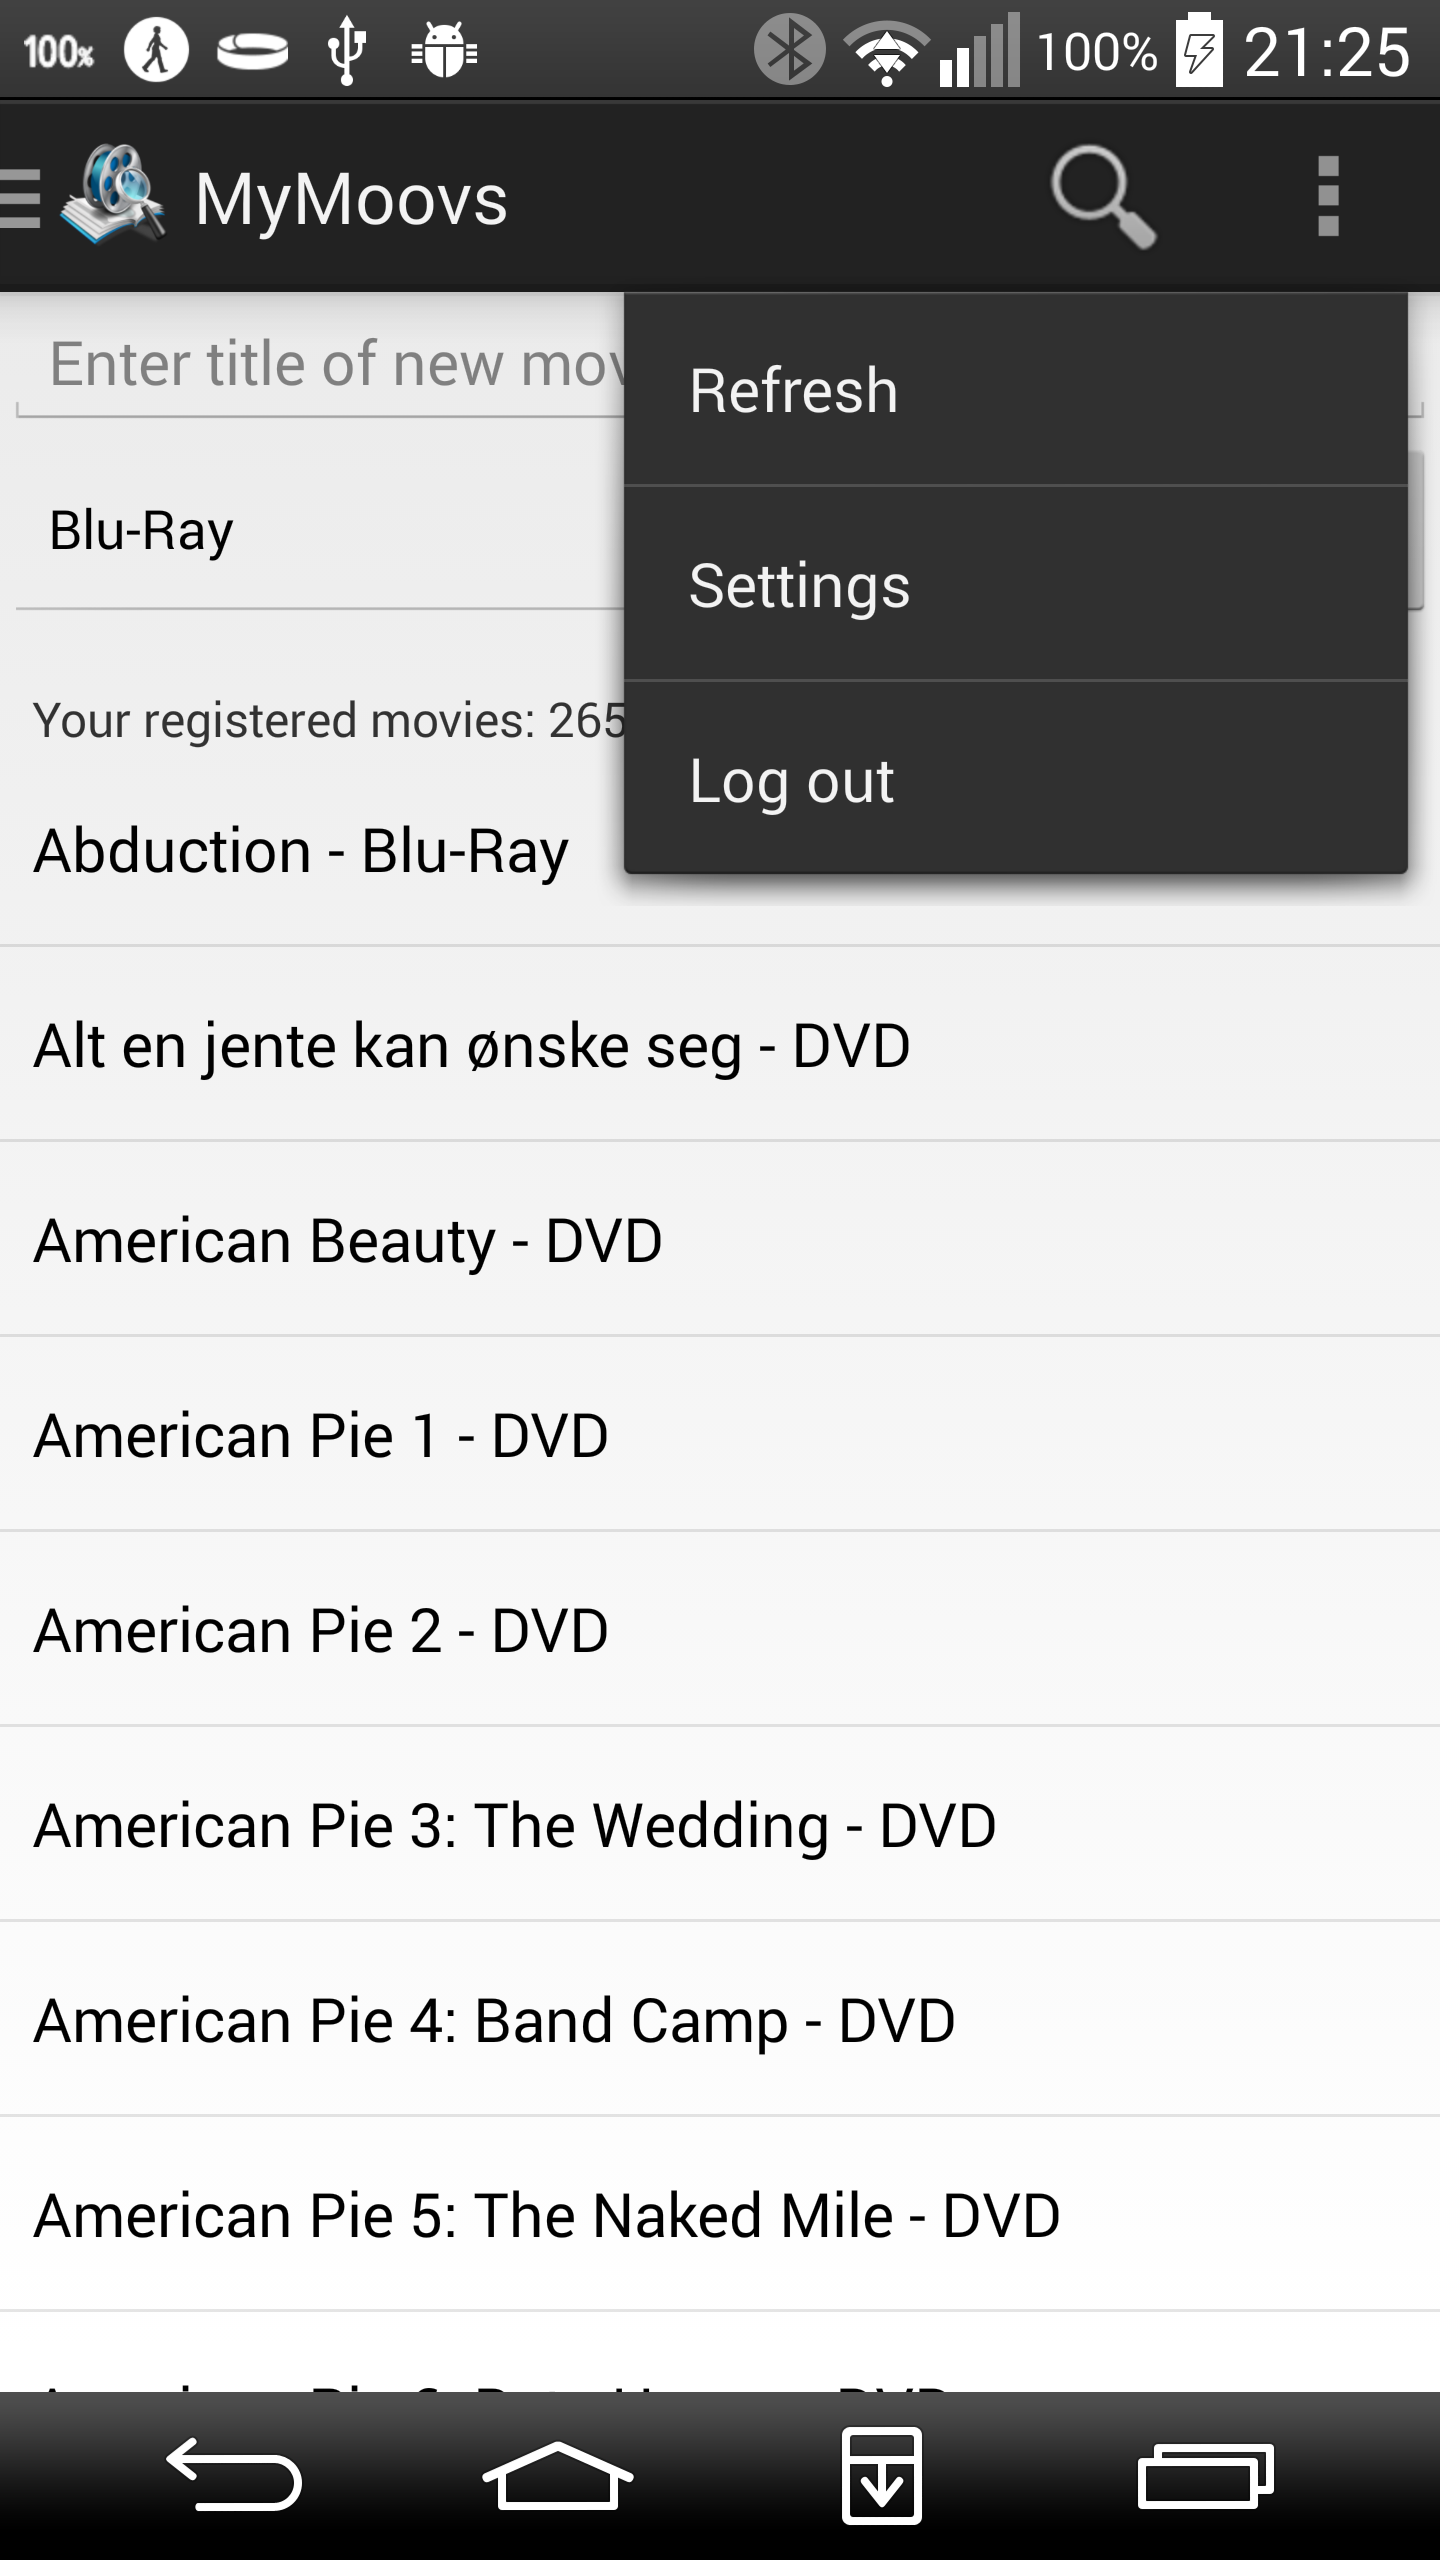 100%
100% 21:25
MyMoovs
Enter title of new mov
Refresh
Blu-Ray
Settings
Your registered movies: 265
Log out
Abduction - Blu-Ray
Alt en jente kan ønske seg - DVD
American Beauty - DVD
American Pie 1 - DVD
American Pie 2 - DVD
American Pie 3: The Wedding - DVD
American Pie 4: Band Camp - DVD
American Pie 5: The Naked Mile - DVD